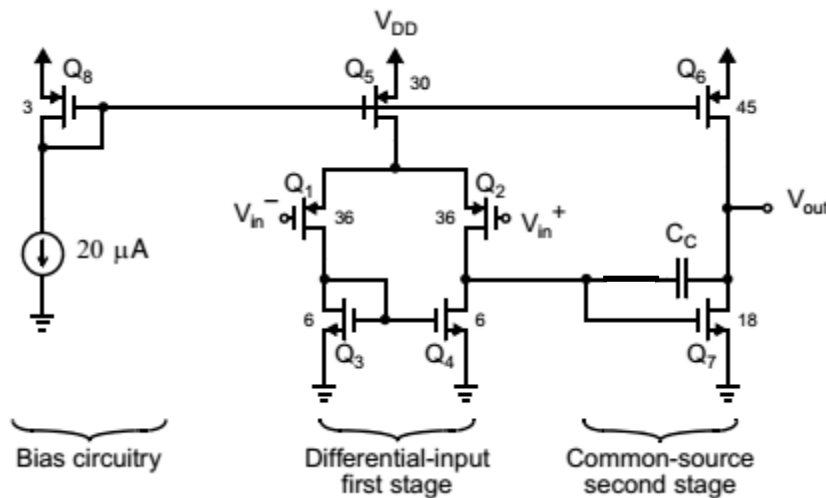 V_DD
Q_8
Q_5
Q_6
3
30
45
Q_1
Q_2
V_in^-
36
36
V_in^+
V_out
20 μA
C_C
6
6
18
Q_3
Q_4
Q_7
Bias circuitry
Differential-input
first stage
Common-source
second stage